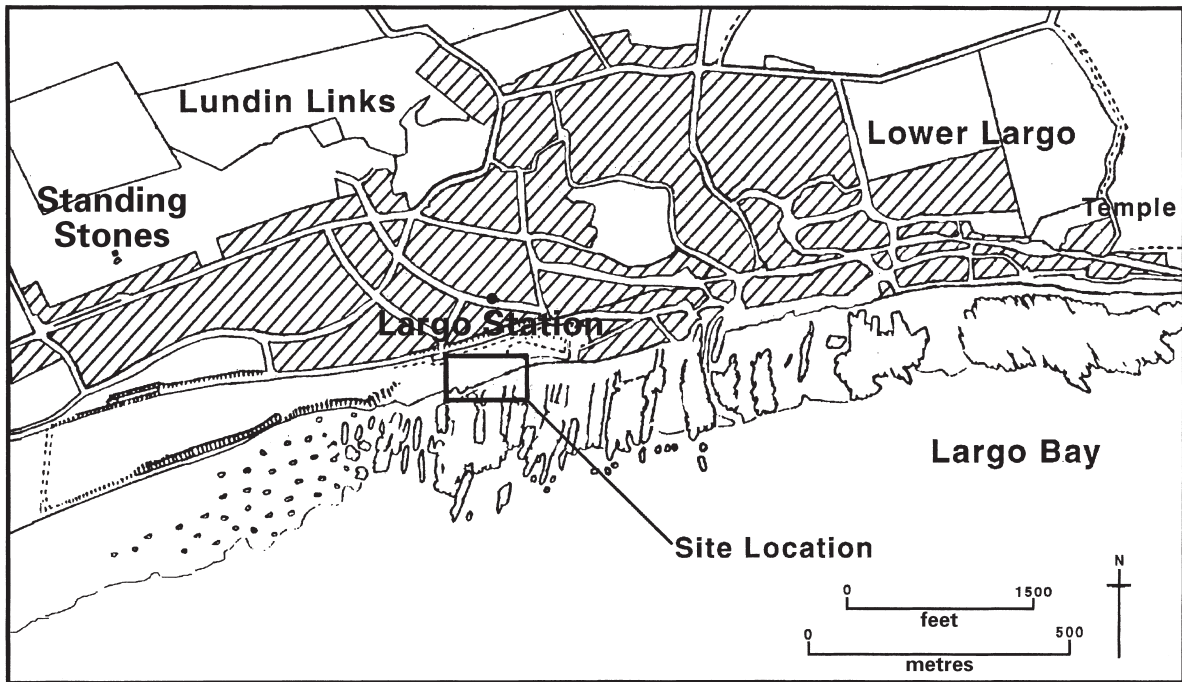 Lundin Links
Lower Largo
Standing
Stones
Temple
Largo Station
Largo Bay
Site Location
N
0 1500
feet
0 500
metres